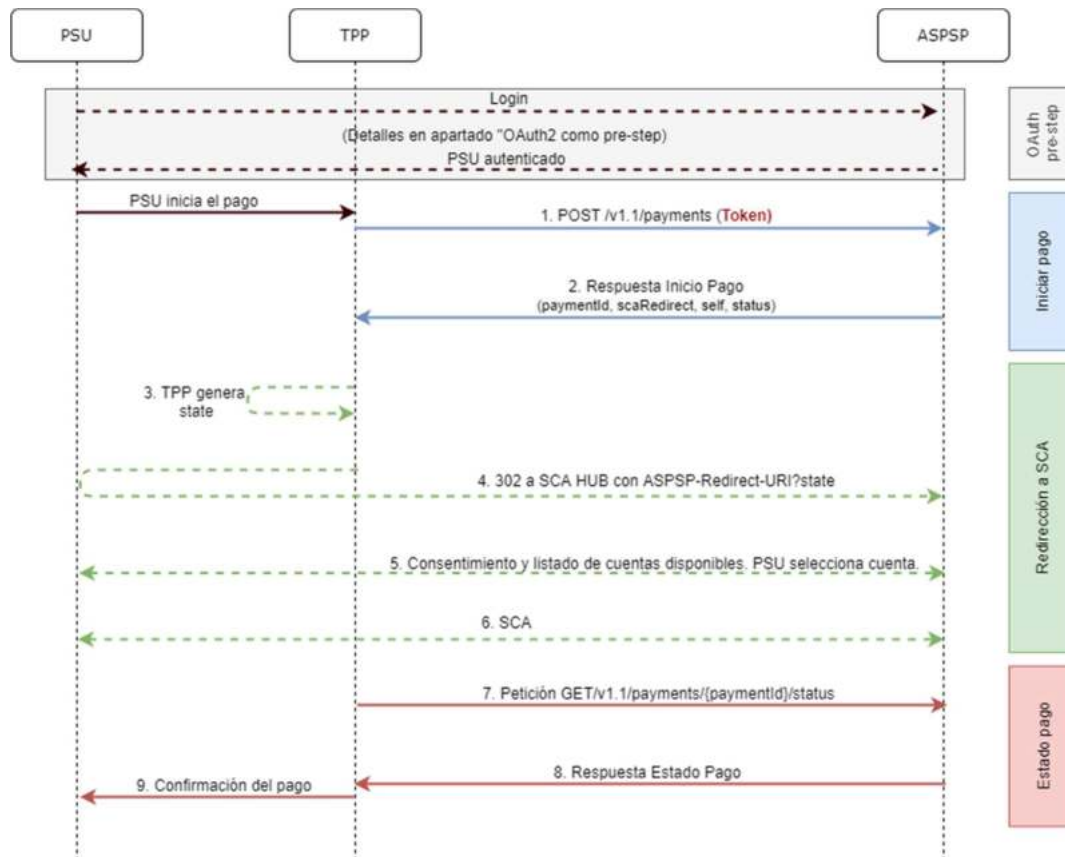 PSU
TPP
ASPSP
Login
(Detalles en apartado "OAuth2 como pre-step)
PSU autenticado
OAuth
pre-step
PSU inicia el pago
1. POST /v1.1/payments (Token)
2. Respuesta Inicio Pago
(paymentId, scaRedirect, self, status)
Iniciar pago
3. TPP genera
state
4. 302 a SCA HUB con ASPSP-Redirect-URI?state
5. Consentimiento y listado de cuentas disponibles. PSU selecciona cuenta.
6. SCA
Redirección a SCA
7. Petición GET/v1.1/payments/{paymentId}/status
8. Respuesta Estado Pago
9. Confirmación del pago
Estado pago